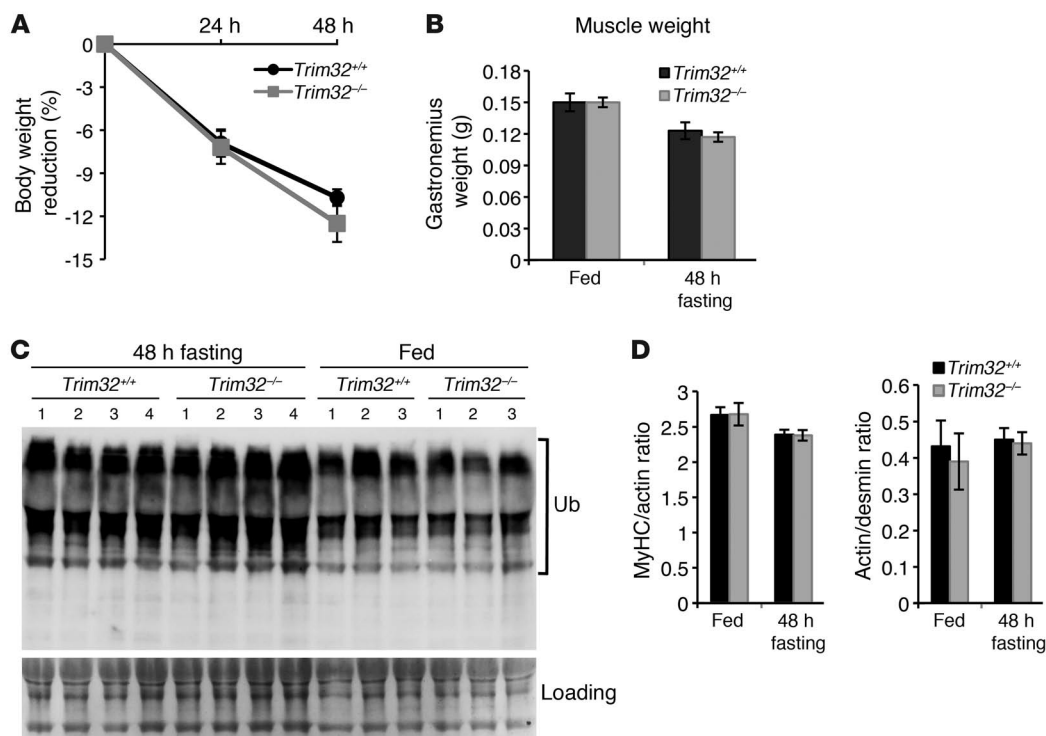 A
24 h
48 h
0
-3
-6
-9
-12
-15
Body weight
reduction (%)
Trim32+/+
Trim32–/–
B
Muscle weight
Trim32+/+
Trim32–/–
0.18
0.15
0.12
0.09
0.06
0.03
0
Gastronemius
weight (g)
Fed
48 h
fasting
C
48 h fasting
Fed
Trim32+/+
Trim32–/–
Trim32+/+
Trim32–/–
1 2 3 4 1 2 3 4 1 2 3 1 2 3
Ub
Loading
D
3
2.5
2
1.5
1
2.5
0
MyHC/actin ratio
Fed
48 h
fasting
Trim32+/+
Trim32–/–
0.6
0.5
0.4
0.3
0.2
0.1
0
Actin/desmin ratio
Fed
48 h
fasting